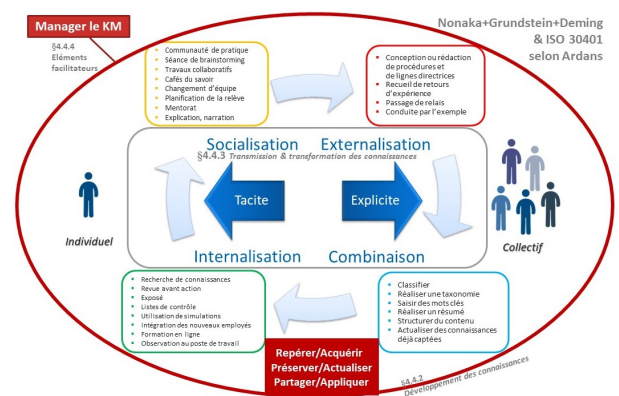 Manager le KM
Nonaka+Grundstein+Deming
& ISO 30401
selon Ardans
§4.4.4
Eléments
facilitateurs
Communauté de pratique
Séance de brainstorming
Travaux collaboratifs
Cafés du savoir
Changement d'équipe
Planification de la relève
Mentorat
Explication, narration
Conception ou rédaction
de procédures et
de lignes directrices
Recueil de retours
d'expérience
Passage de relais
Conduite par l'exemple
Socialisation
Externalisation
§4.4.3 Transmission & transformation des connaissances
Tacite
Explicite
Individuel
Collectif
Internalisation
Combinaison
Recherche de connaissances
Revue avant action
Exposé
Listes de contrôle
Utilisation de simulations
Intégration des nouveaux employés
Formation en ligne
Observation au poste de travail
Classifier
Réaliser une taxonomie
Saisir des mots clés
Réaliser un résumé
Structurer du contenu
Actualiser des connaissances
déjà captées
Repérer/Acquérir
Préserver/Actualiser
Partager/Appliquer
§4.4.2
Développement des connaissances